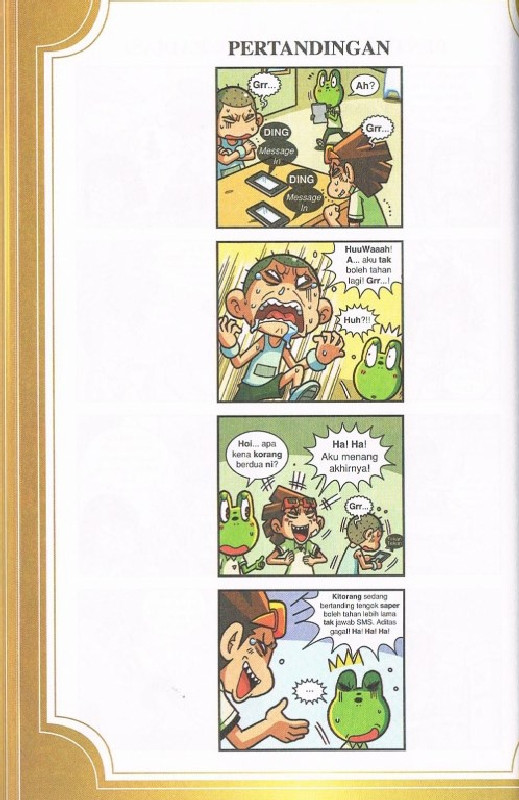 PERTANDINGAN
Grr...
Ah?
DIING
Message
In
Grr...
DIING
Message
In
HuuWaaah!
A... aku tak
boleh tahan
lagi! Grr...!
Huh?!!
Hoi... apa
kena korang
berdua ni?
Ha! Ha!
Aku menang
akhirnya!
Grr...
Kitorang sedang
bertanding tengok saper
boleh tahan lebih lama
tak jawab SMS. Aditas
gagal! Ha! Ha! Ha!
...